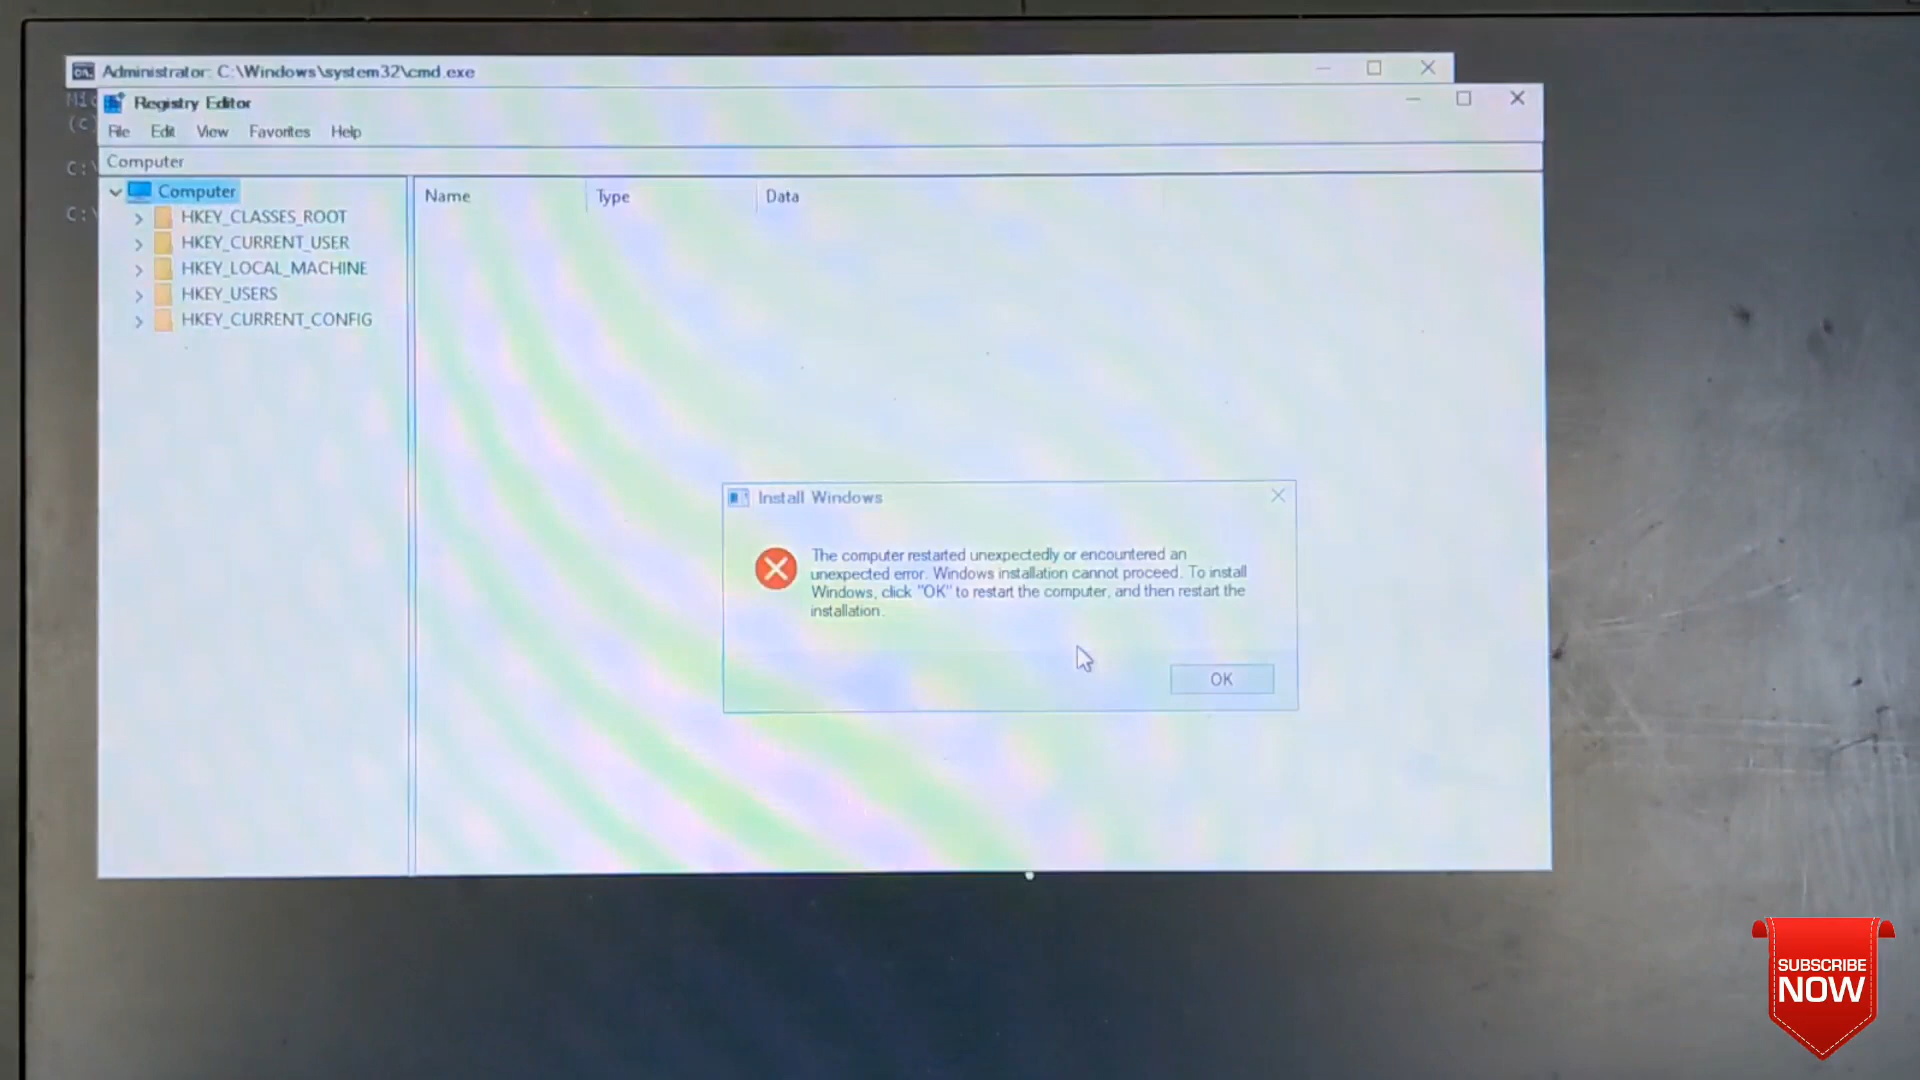 Administrator: C:\Windows\system32\cmd.exe
Registry Editor
File Edit View Favorites Help
Computer
Computer
HKEY_CLASSES_ROOT
HKEY_CURRENT_USER
HKEY_LOCAL_MACHINE
HKEY_USERS
HKEY_CURRENT_CONFIG
Name Type Data
Install Windows
The computer restarted unexpectedly or encountered an
unexpected error. Windows installation cannot proceed. To install
Windows, click "OK" to restart the computer, and then restart the
installation.
OK
(c)
C:\
C:\
SUBSCRIBE
NOW